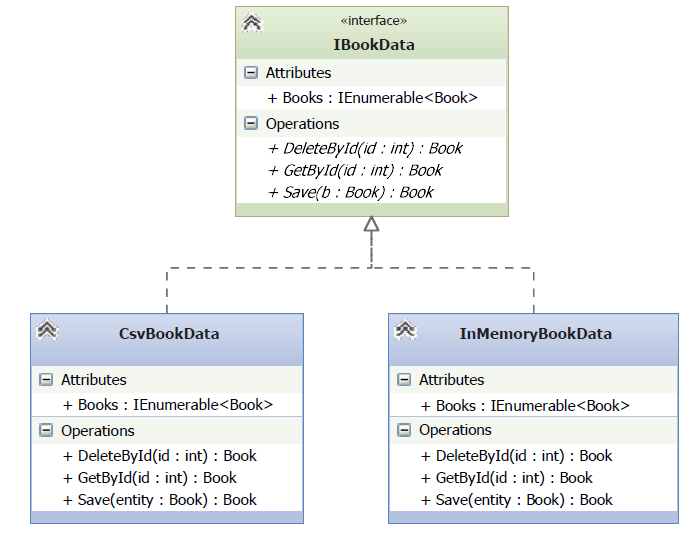 «interface»
IBookData
Attributes
+ Books : IEnumerable<Book>
Operations
+ DeleteById(id : int) : Book
+ GetById(id : int) : Book
+ Save(b : Book) : Book
CsvBookData
Attributes
+ Books : IEnumerable<Book>
Operations
+ DeleteById(id : int) : Book
+ GetById(id : int) : Book
+ Save(entity : Book) : Book
InMemoryBookData
Attributes
+ Books : IEnumerable<Book>
Operations
+ DeleteById(id : int) : Book
+ GetById(id : int) : Book
+ Save(entity : Book) : Book